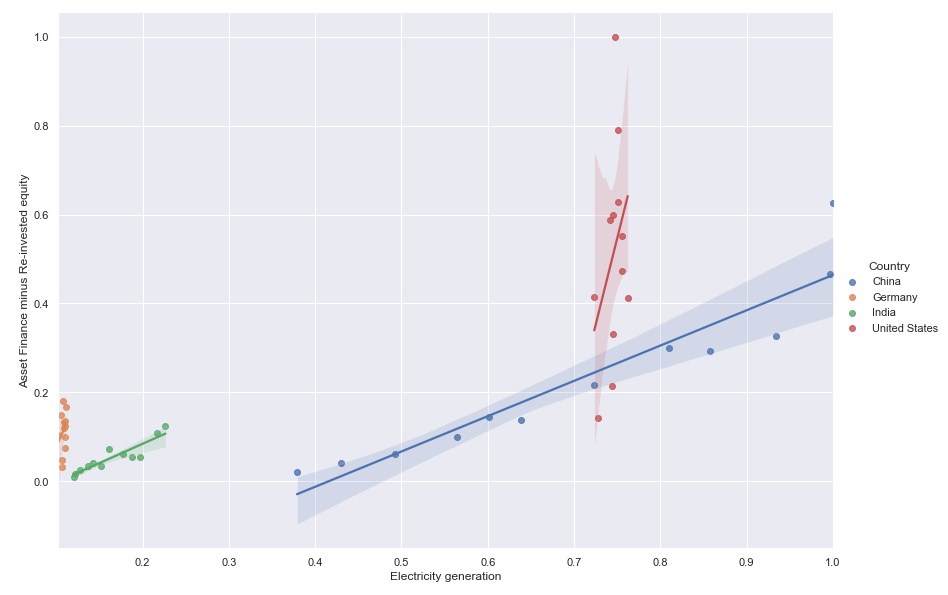 1.0
0.8
0.6
0.4
0.2
0.0
Asset Finance minus Re-invested equity
0.2 0.3 0.4 0.5 0.6 0.7 0.8 0.9 1.0
Electricity generation
Country
China
Germany
India
United States